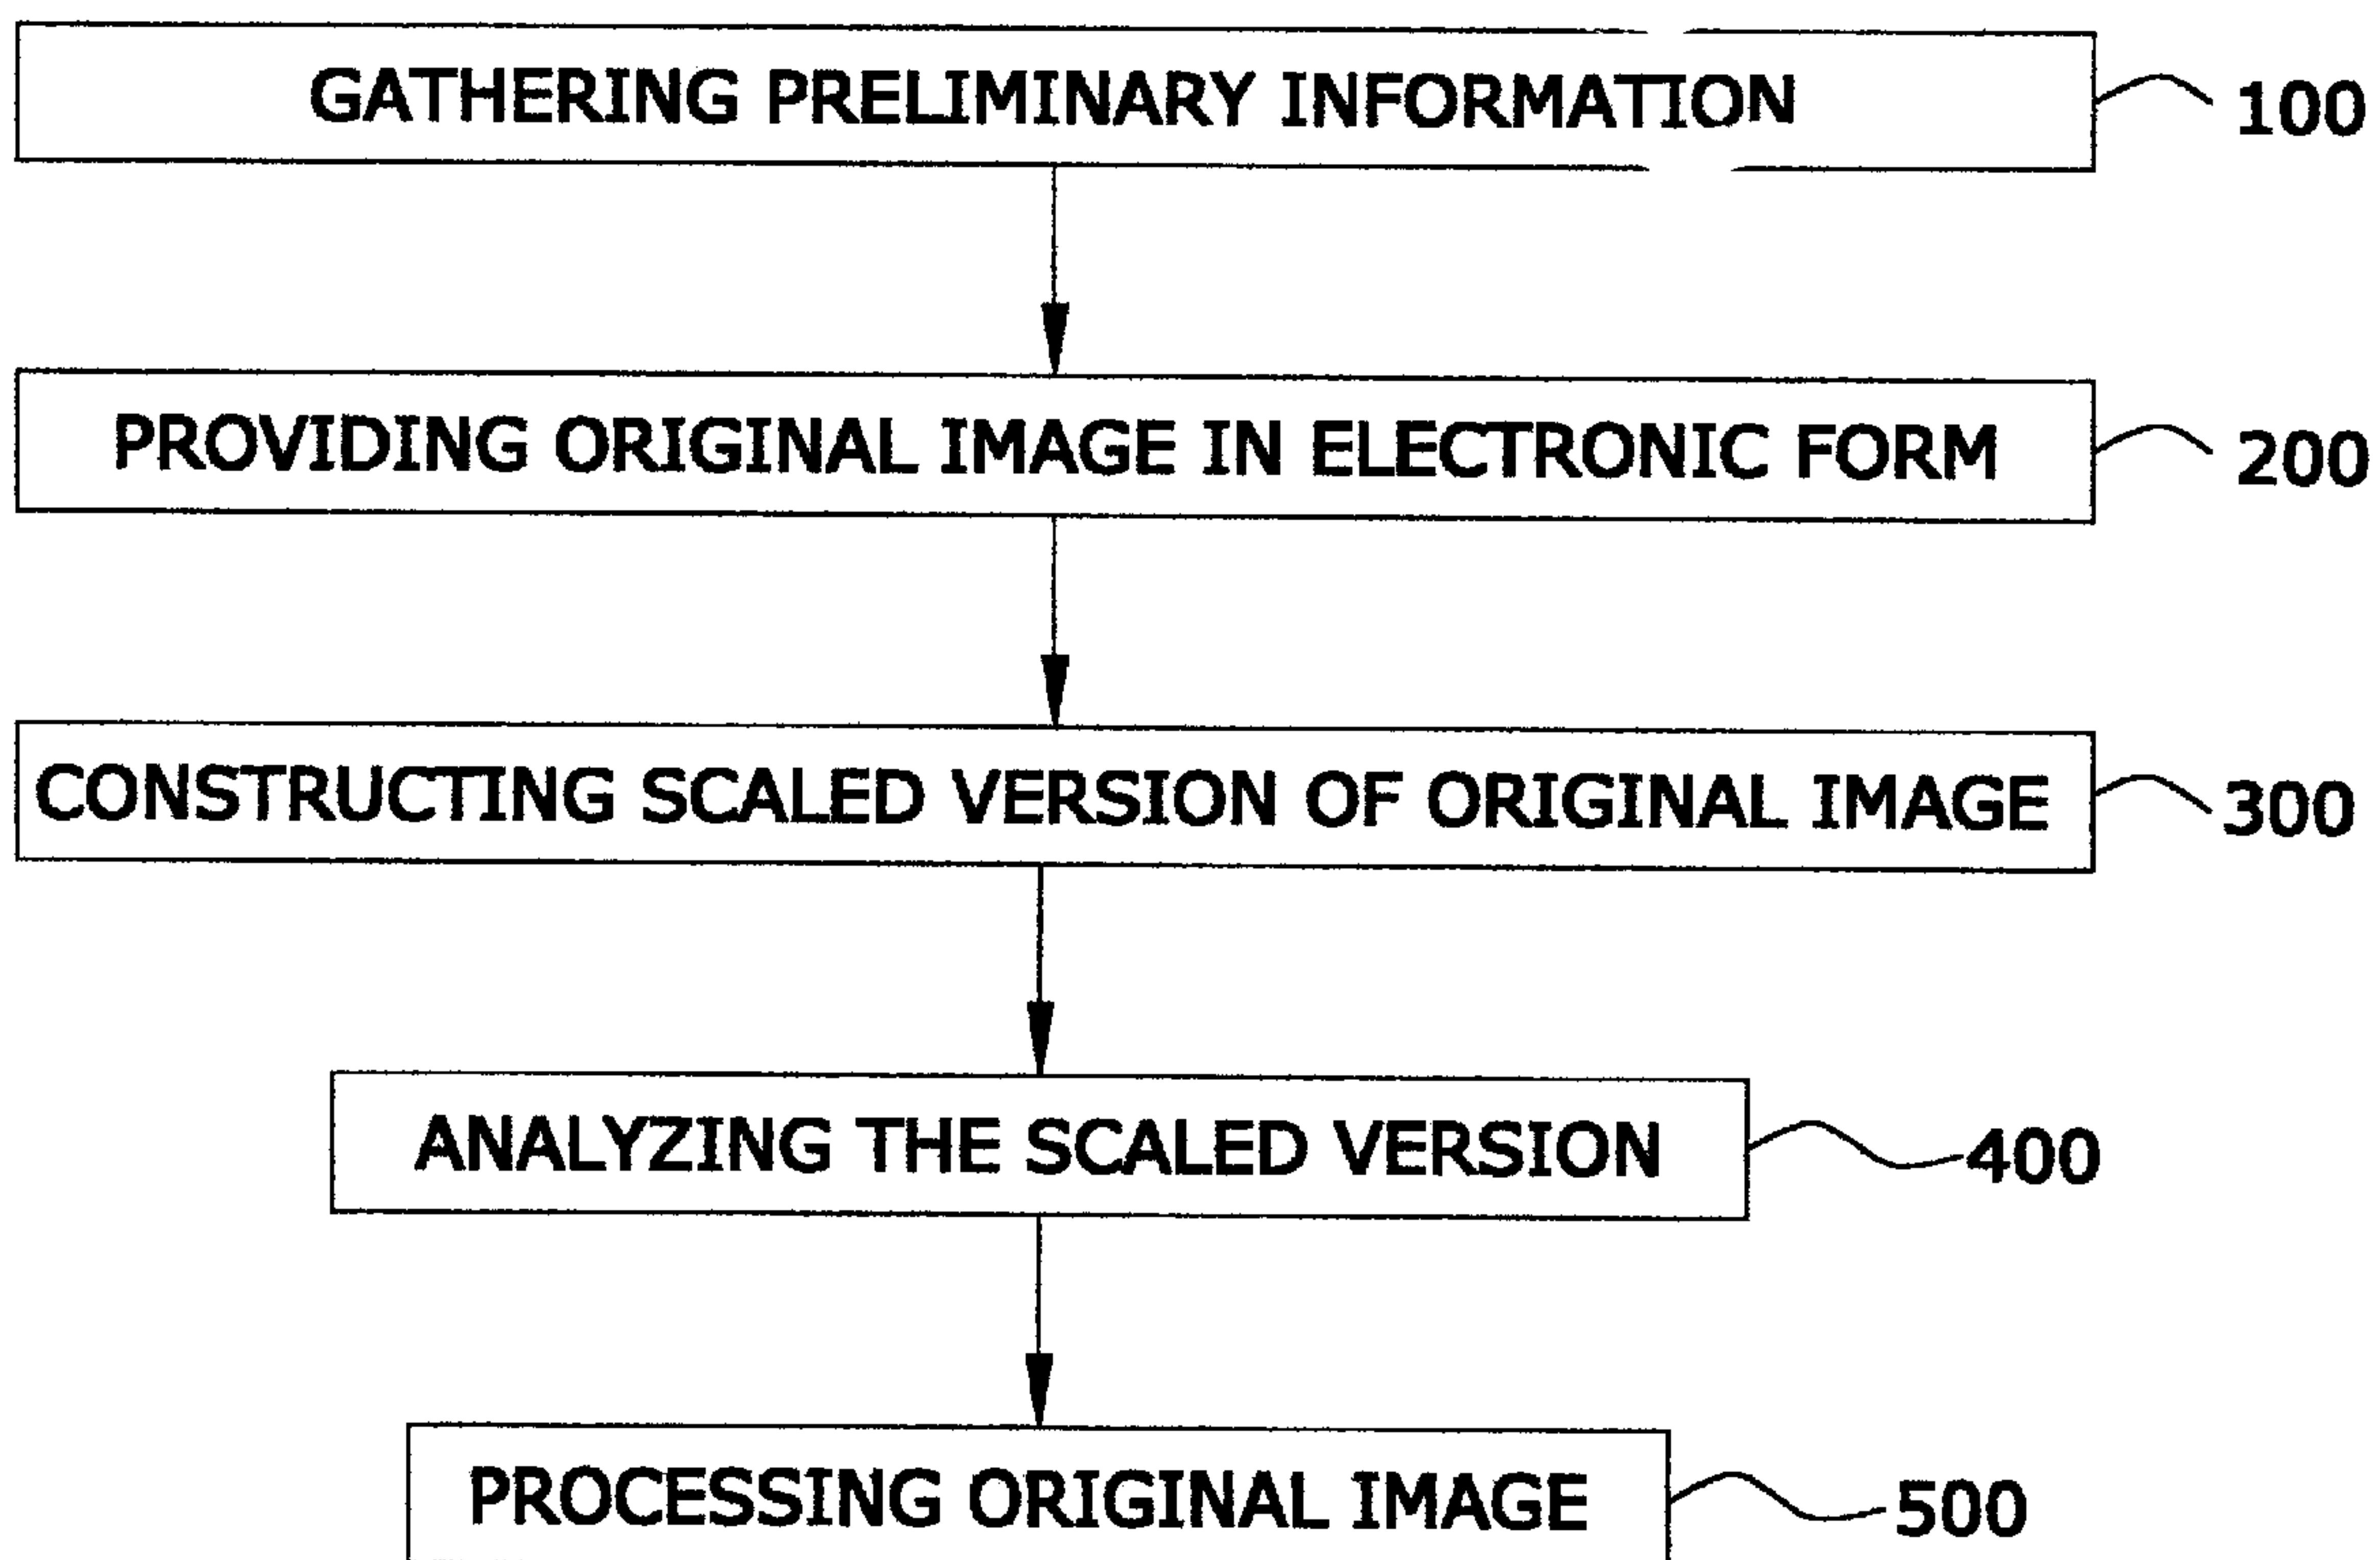 GATHERING PRELIMINARY INFORMATION 100
PROVIDING ORIGINAL IMAGE IN ELECTRONIC FORM 200
CONSTRUCTING SCALED VERSION OF ORIGINAL IMAGE 300
ANALYZING THE SCALED VERSION 400
PROCESSING ORIGINAL IMAGE 500